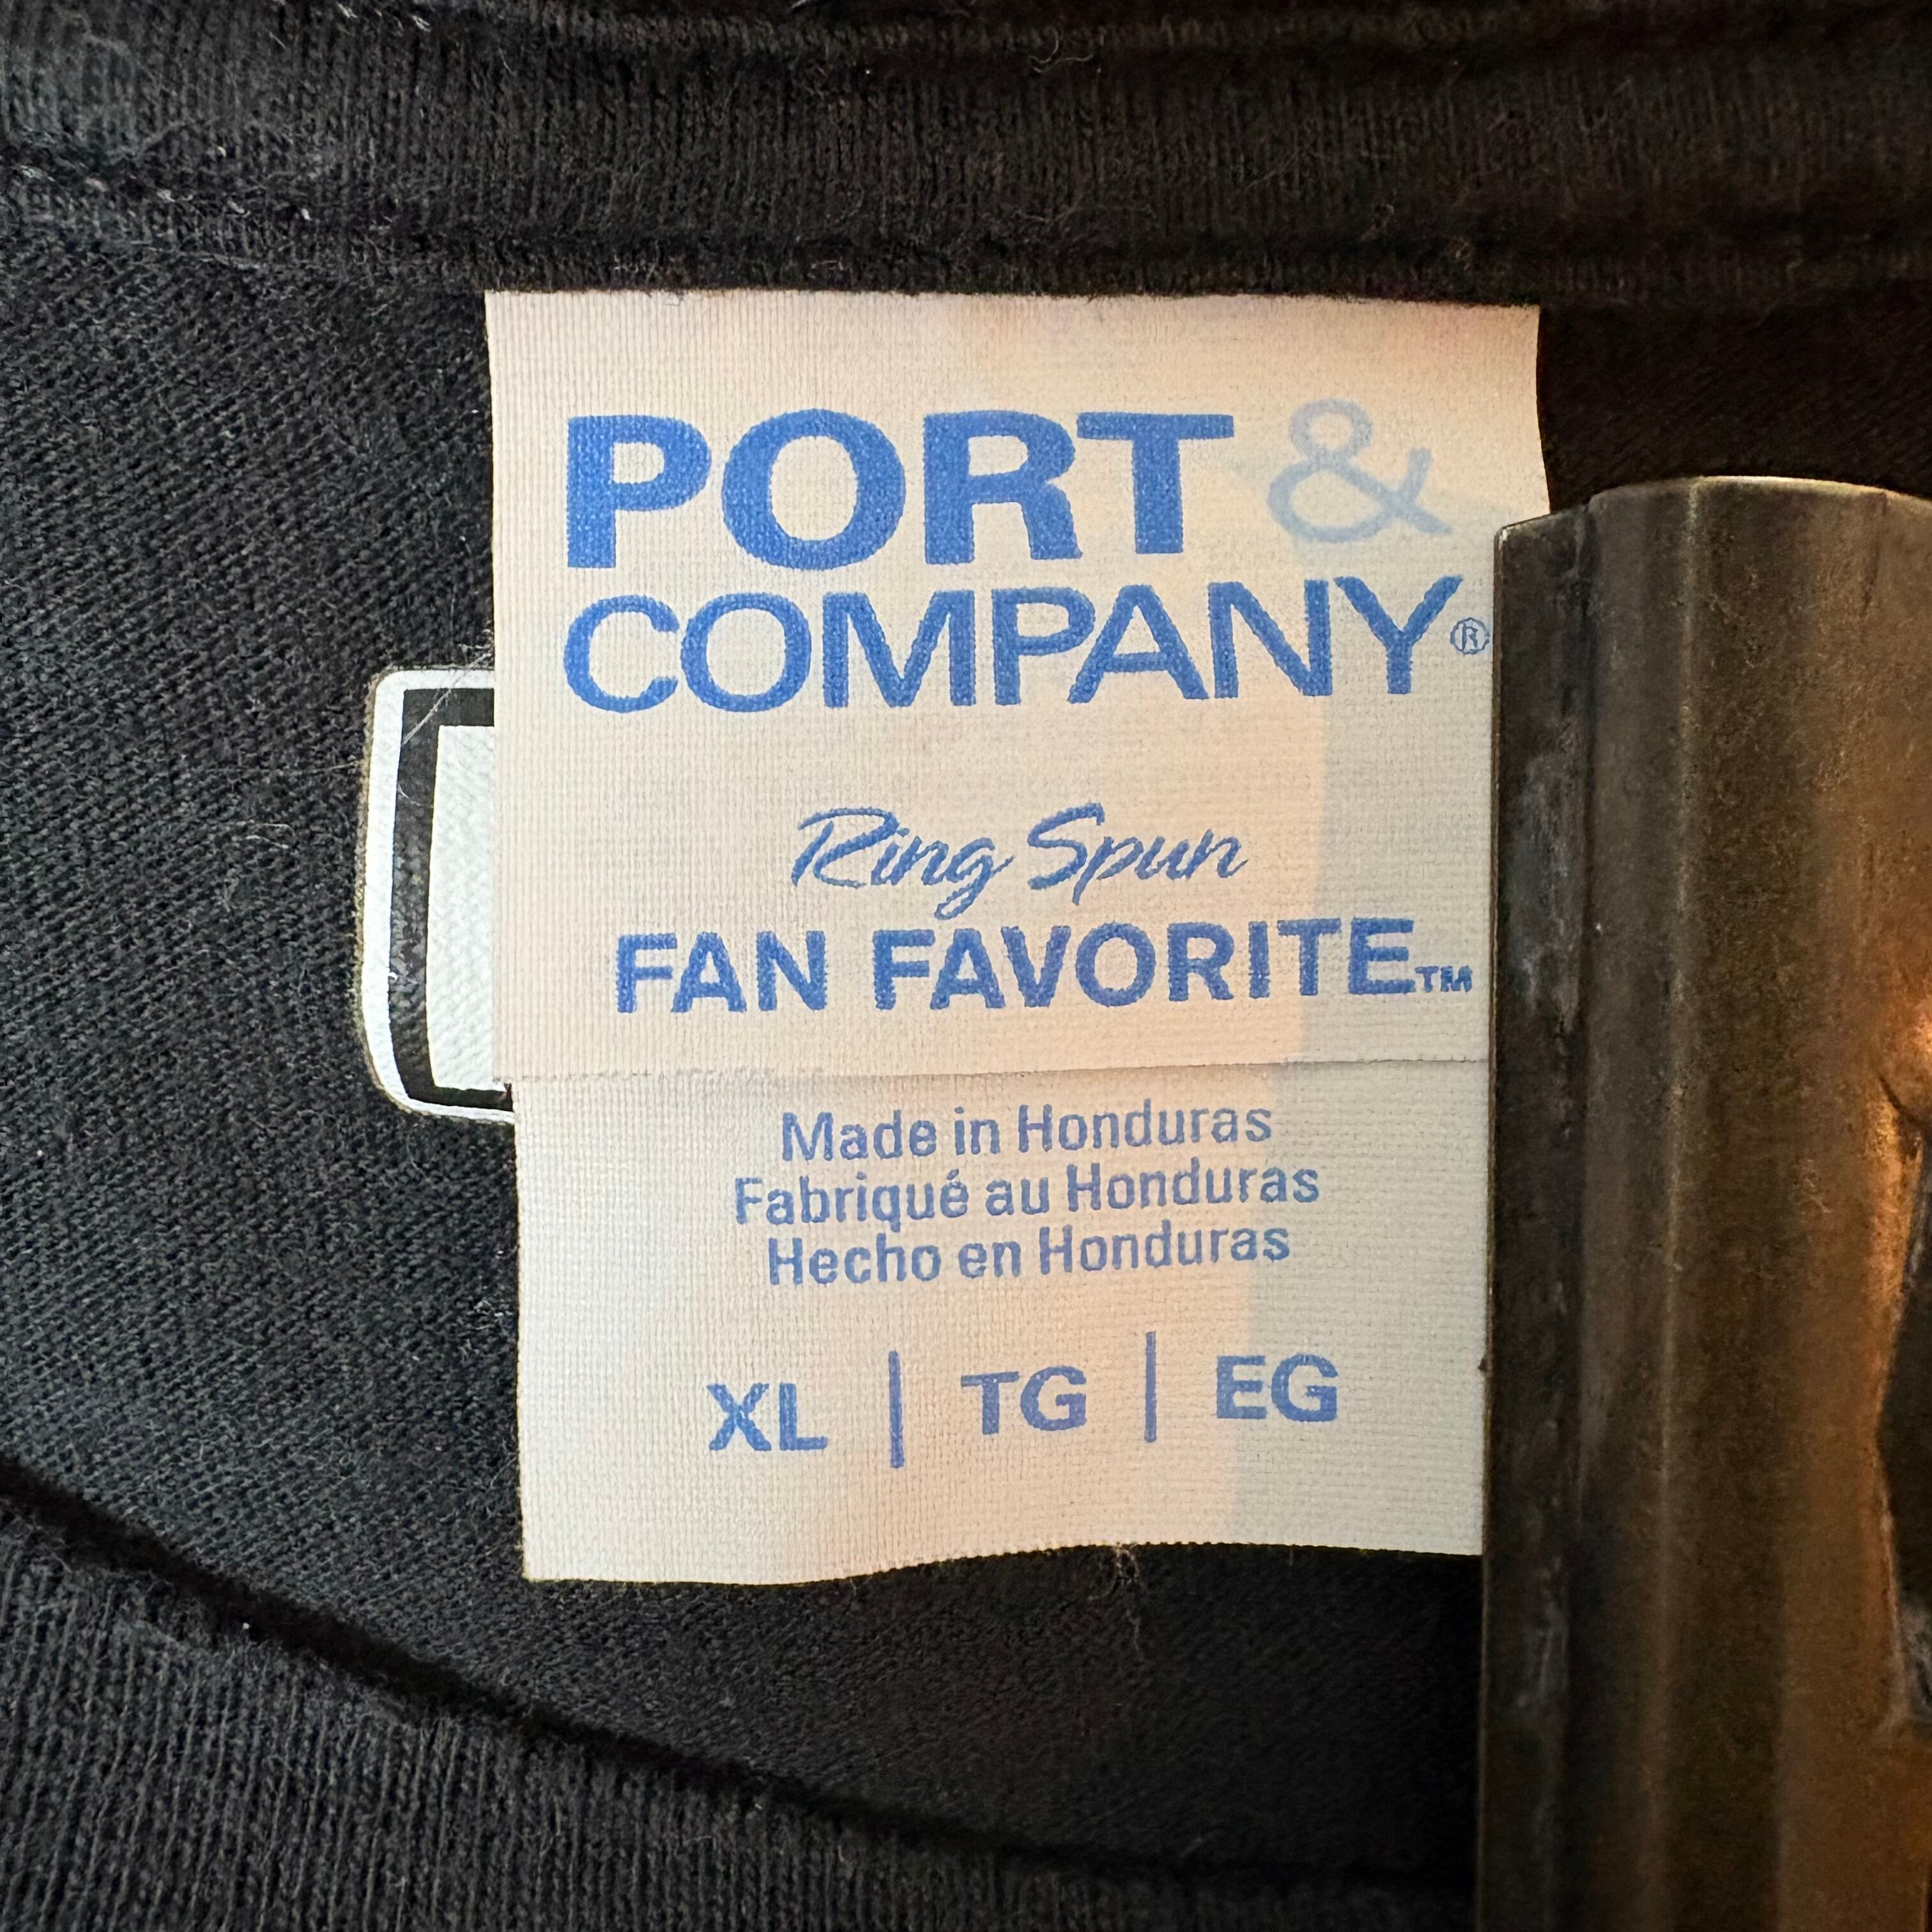 PORT &
COMPANY®
Ring Spun
FAN FAVORITE™
Made in Honduras
Fabriqué au Honduras
Hecho en Honduras
XL | TG | EG